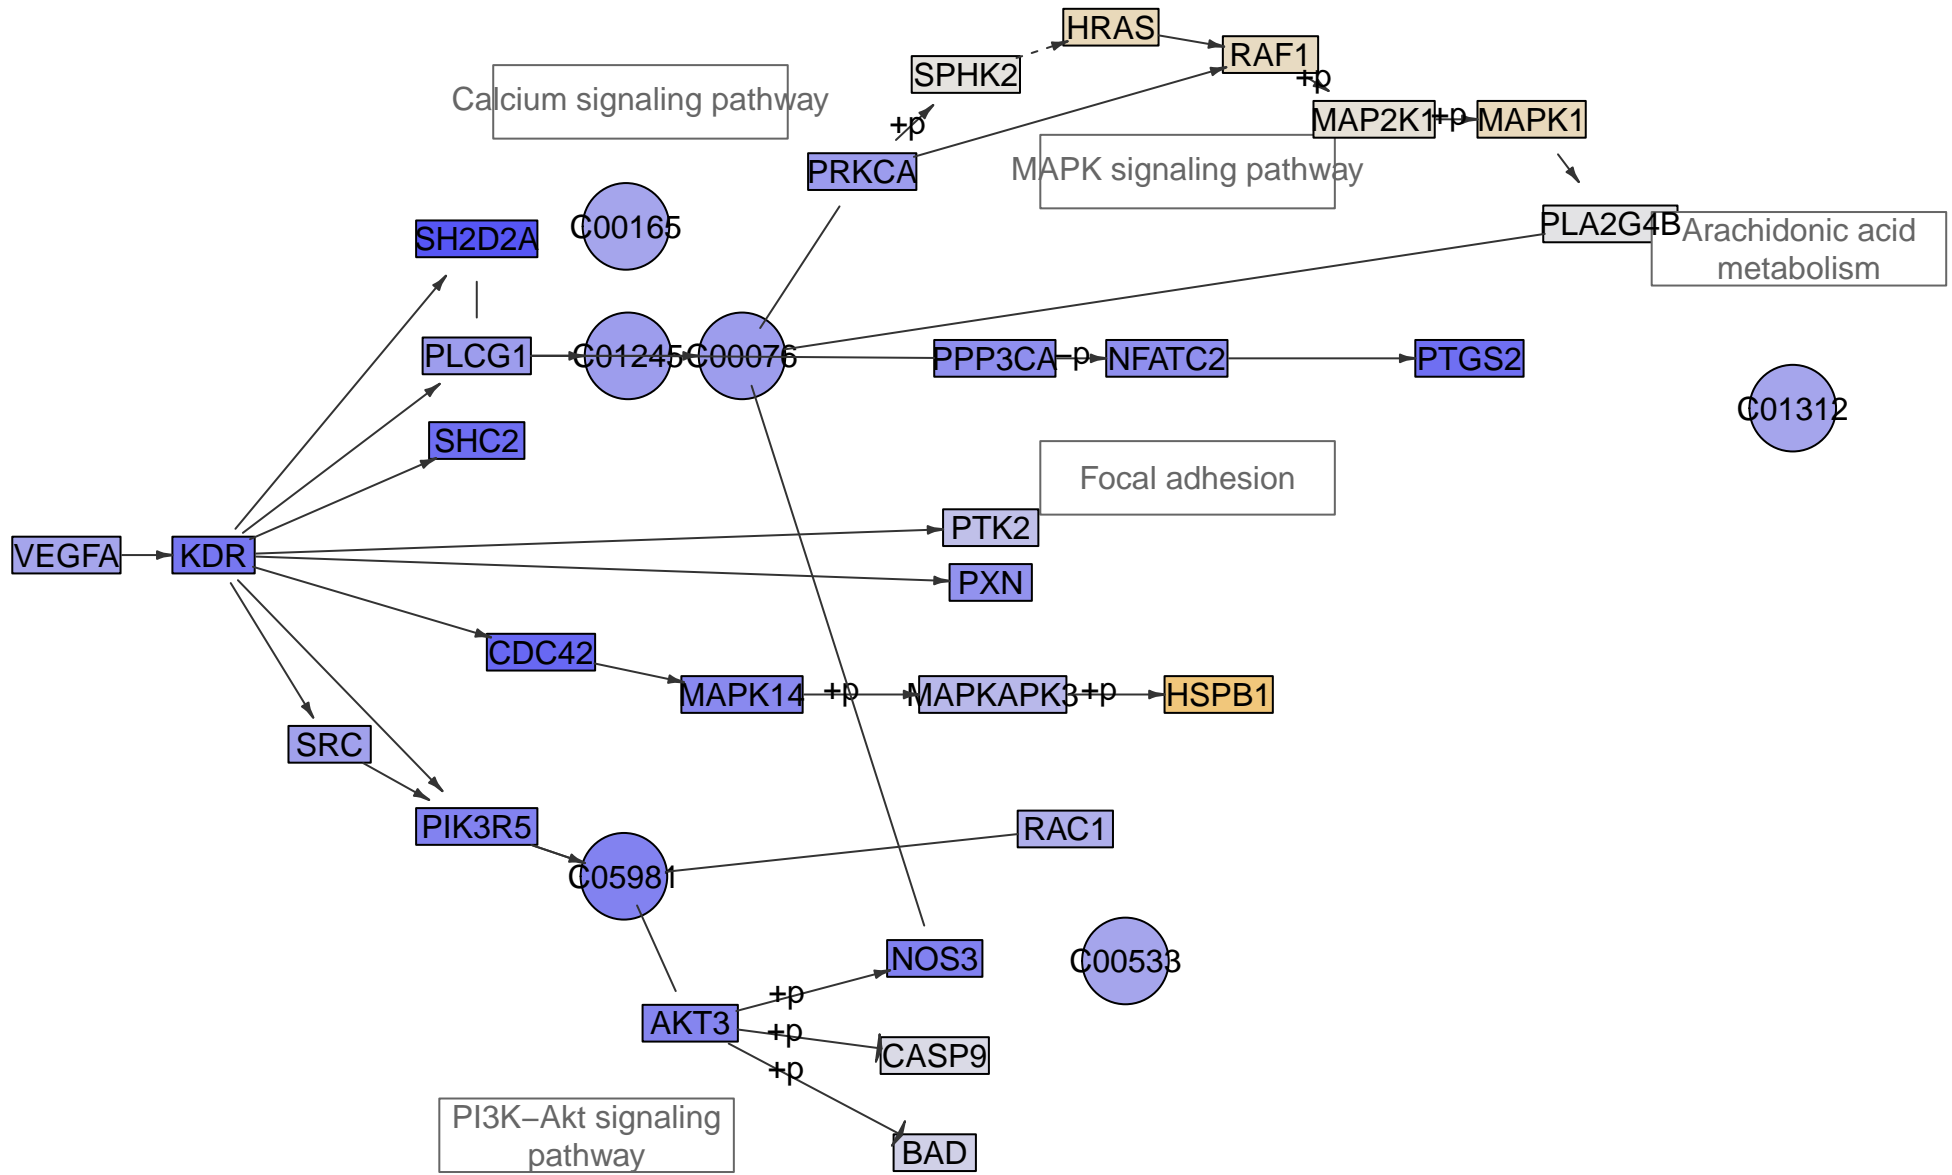 HRAS
RAF1
SPHK2
+p
Calcium signaling pathway
MAP2K1
+p
MAPK1
+p
PRKCA
MAPK signaling pathway
C00165
SH2D2A
PLA2G4B
Arachidonic acid
metabolism
PLCG1
C01245
C00076
PPP3CA
−p
NFATC2
PTGS2
C01312
SHC2
Focal adhesion
PTK2
VEGFA
KDR
PXN
CDC42
MAPK14
+p
MAPKAPK3
+p
HSPB1
SRC
PIK3R5
RAC1
C05981
NOS3
C00533
+p
AKT3
+p
CASP9
+p
PI3K−Akt signaling
pathway
BAD